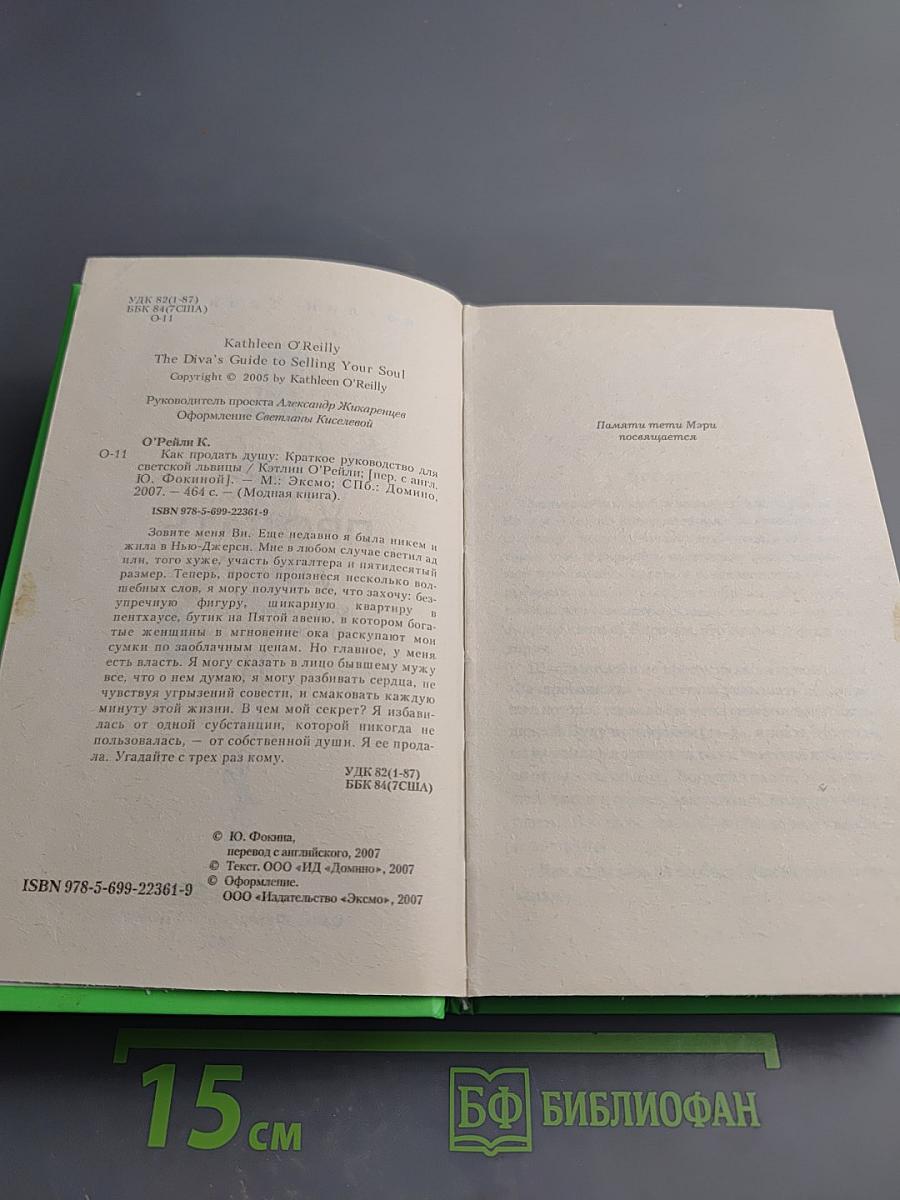 УДК 82(1-87)
ББК 84(7США)
О-11
Kathleen O'Reilly
The Diva's Guide to Selling Your Soul
Copyright © 2005 by Kathleen O'Reilly
Руководитель проекта Александр Жикаренцев
Оформление Светланы Киселевой
О'Рейли К.
О-11 Как продать душу: Краткое руководство для
светской львицы / Кэтлин О'Рейли; [пер. с англ.
Ю. Фокиной]. — М.: Эксмо; СПб.: Домино,
2007. — 464 с. — (Модная книга).
ISBN 978-5-699-22361-9
Зовите меня Ви. Еще недавно я была никем и
жила в Нью-Джерси. Мне в любом случае светил ад
или, того хуже, участь бухгалтера и пятидесятый
размер. Теперь, просто произнеся несколько вол-
шебных слов, я могу получить все, что захочу: без-
упречную фигуру, шикарную квартиру в
пентхаусе, бутик на Пятой авеню, в котором бога-
тые женщины в мгновение ока раскупают мои
сумки по заоблачным ценам. Но главное, у меня
есть власть. Я могу сказать в лицо бывшему мужу
все, что о нем думаю, я могу разбивать сердца, не
чувствуя угрызений совести, и смаковать каждую
минуту этой жизни. В чем мой секрет? Я избави-
лась от одной субстанции, которой никогда не
пользовалась, — от собственной души. Я ее прода-
ла. Угадайте с трех раз кому.
УДК 82(1-87)
ББК 84(7США)
© Ю. Фокина,
перевод с английского, 2007
© Текст. ООО «ИД «Домино», 2007
© Оформление.
ООО «Издательство «Эксмо», 2007
ISBN 978-5-699-22361-9
Памяти тети Мэри
посвящается
15 см
БФ БИБЛИОФАН